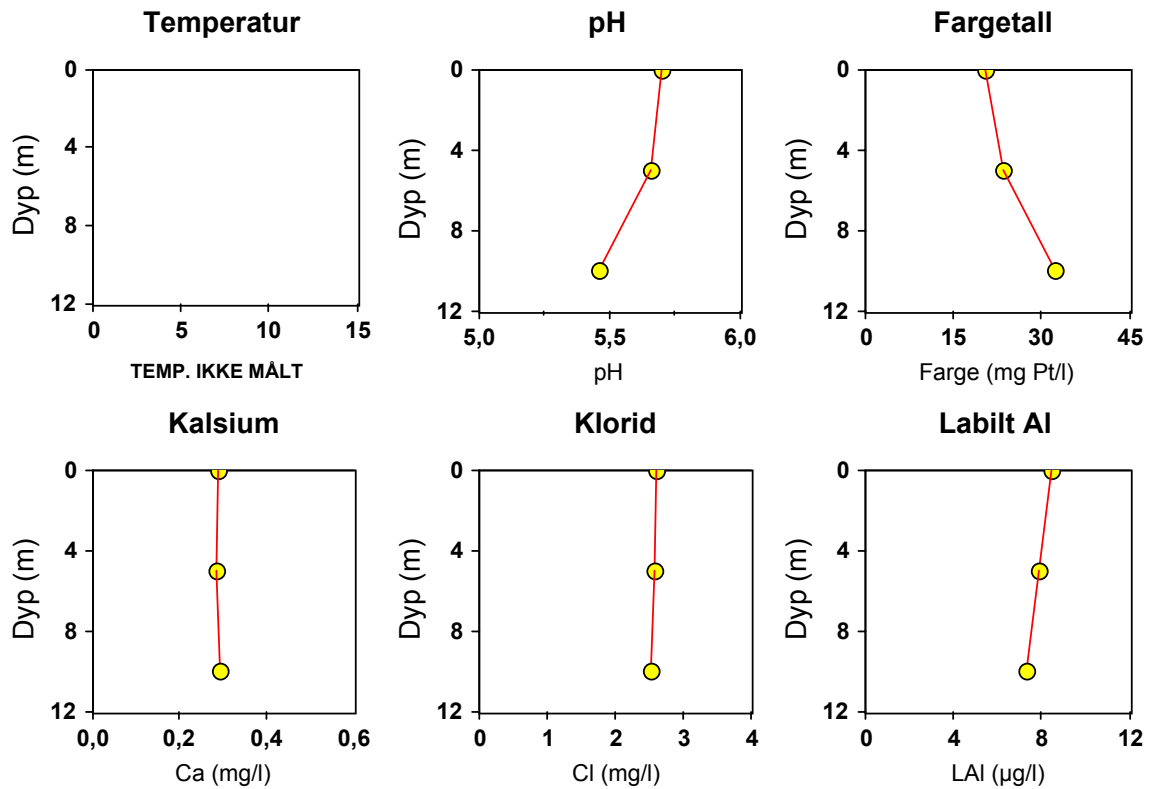 Temperatur
0
4
8
12
Dyp (m)
0 5 10 15
TEMP. IKKE MÅLT
pH
0
4
8
12
Dyp (m)
5,0 5,5 6,0
pH
Fargetall
0
4
8
12
Dyp (m)
0 15 30 45
Farge (mg Pt/l)
Kalsium
0
4
8
12
Dyp (m)
0,0 0,2 0,4 0,6
Ca (mg/l)
Klorid
0
4
8
12
Dyp (m)
0 1 2 3 4
Cl (mg/l)
Labilt Al
0
4
8
12
Dyp (m)
0 4 8 12
LAl (µg/l)